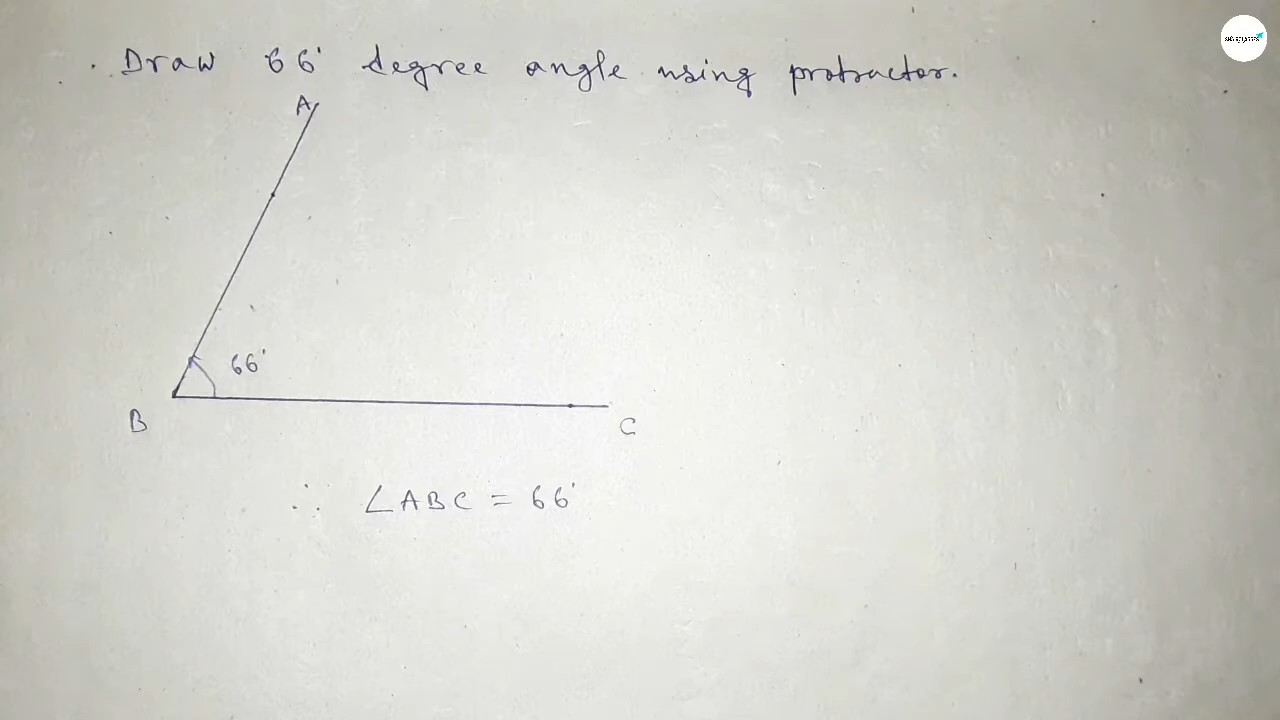 Draw 66° degree angle using protractor.
A
66°
B
C
∴ ∠ABC = 66°